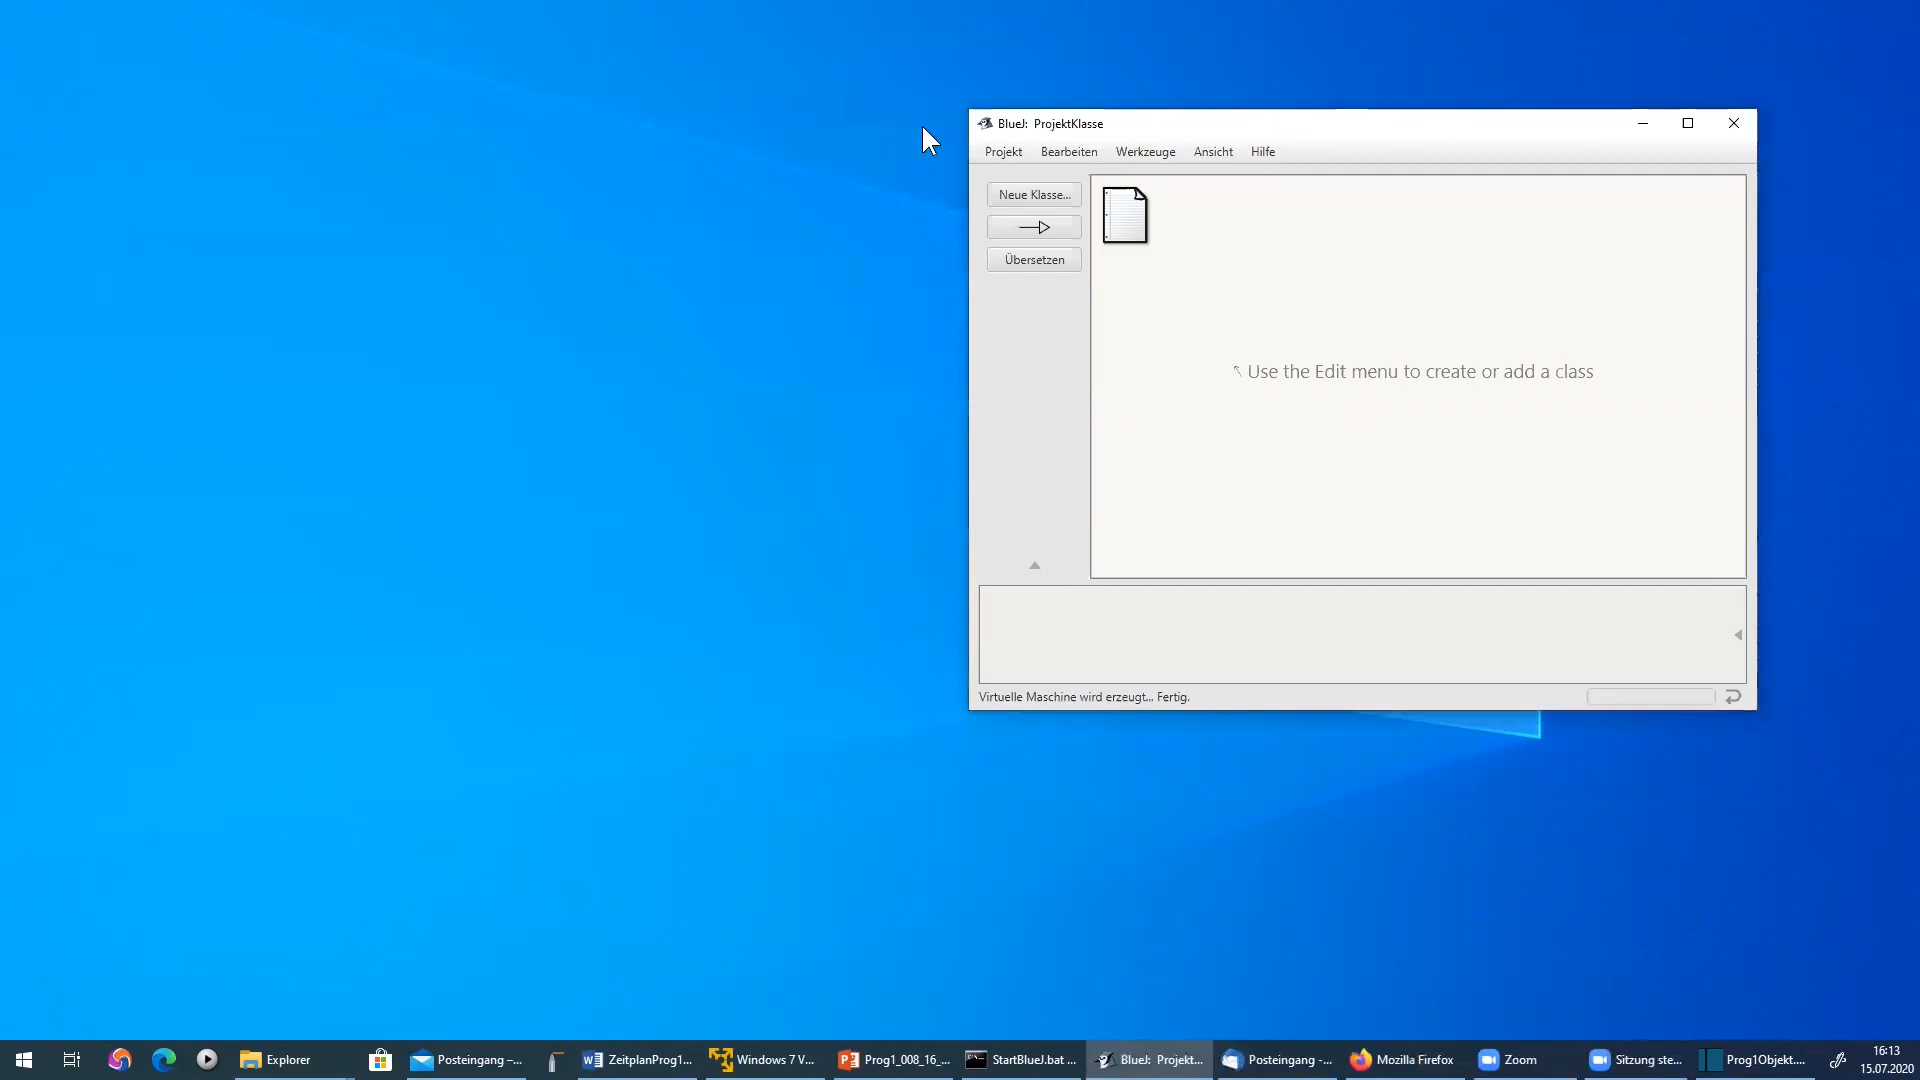 BlueJ: ProjektKlasse
Projekt Bearbeiten Werkzeuge Ansicht Hilfe
Neue Klasse...
Übersetzen
Use the Edit menu to create or add a class
Virtuelle Maschine wird erzeugt... Fertig.
Explorer
Posteingang –...
ZeitplanProg1...
Windows 7 V...
Prog1_008_16_...
StartBlueJ.bat ...
BlueJ: Projekt...
Posteingang -...
Mozilla Firefox
Zoom
Sitzung ste...
Prog1Objekt....
16:13
15.07.2020